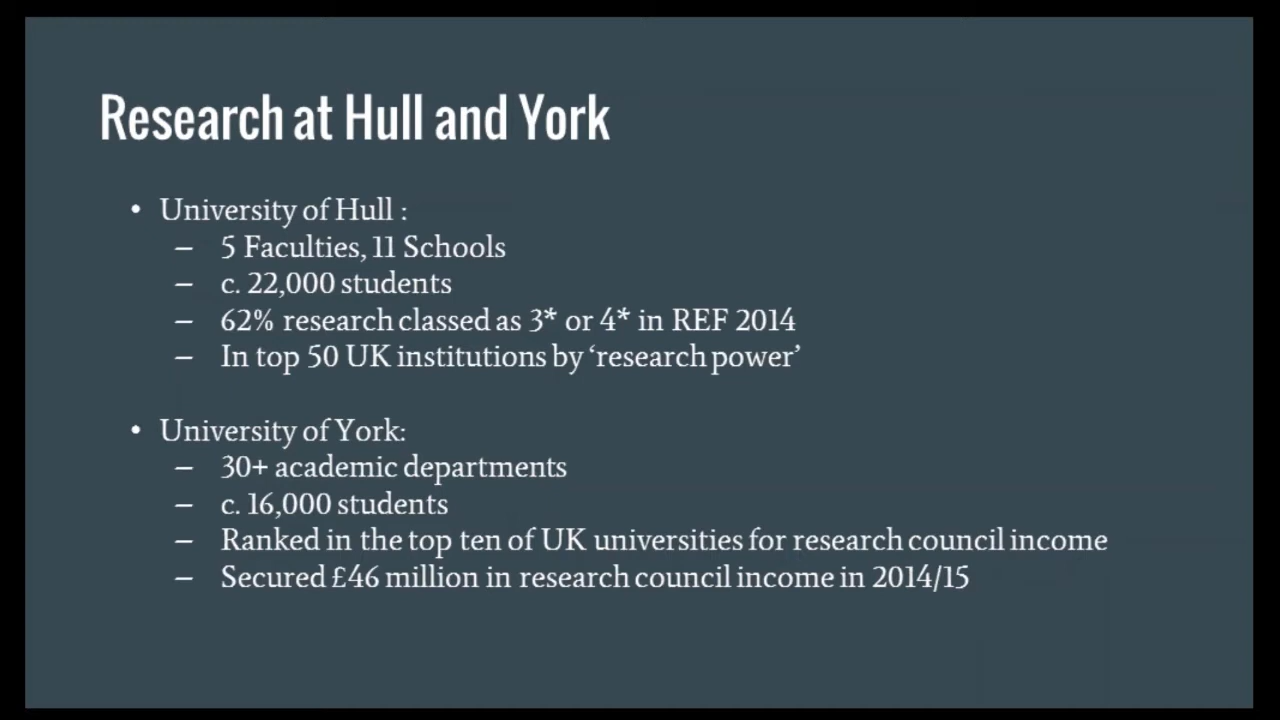 Research at Hull and York
• University of Hull :
– 5 Faculties, 11 Schools
– c. 22,000 students
– 62% research classed as 3* or 4* in REF 2014
– In top 50 UK institutions by ‘research power’
• University of York:
– 30+ academic departments
– c. 16,000 students
– Ranked in the top ten of UK universities for research council income
– Secured £46 million in research council income in 2014/15